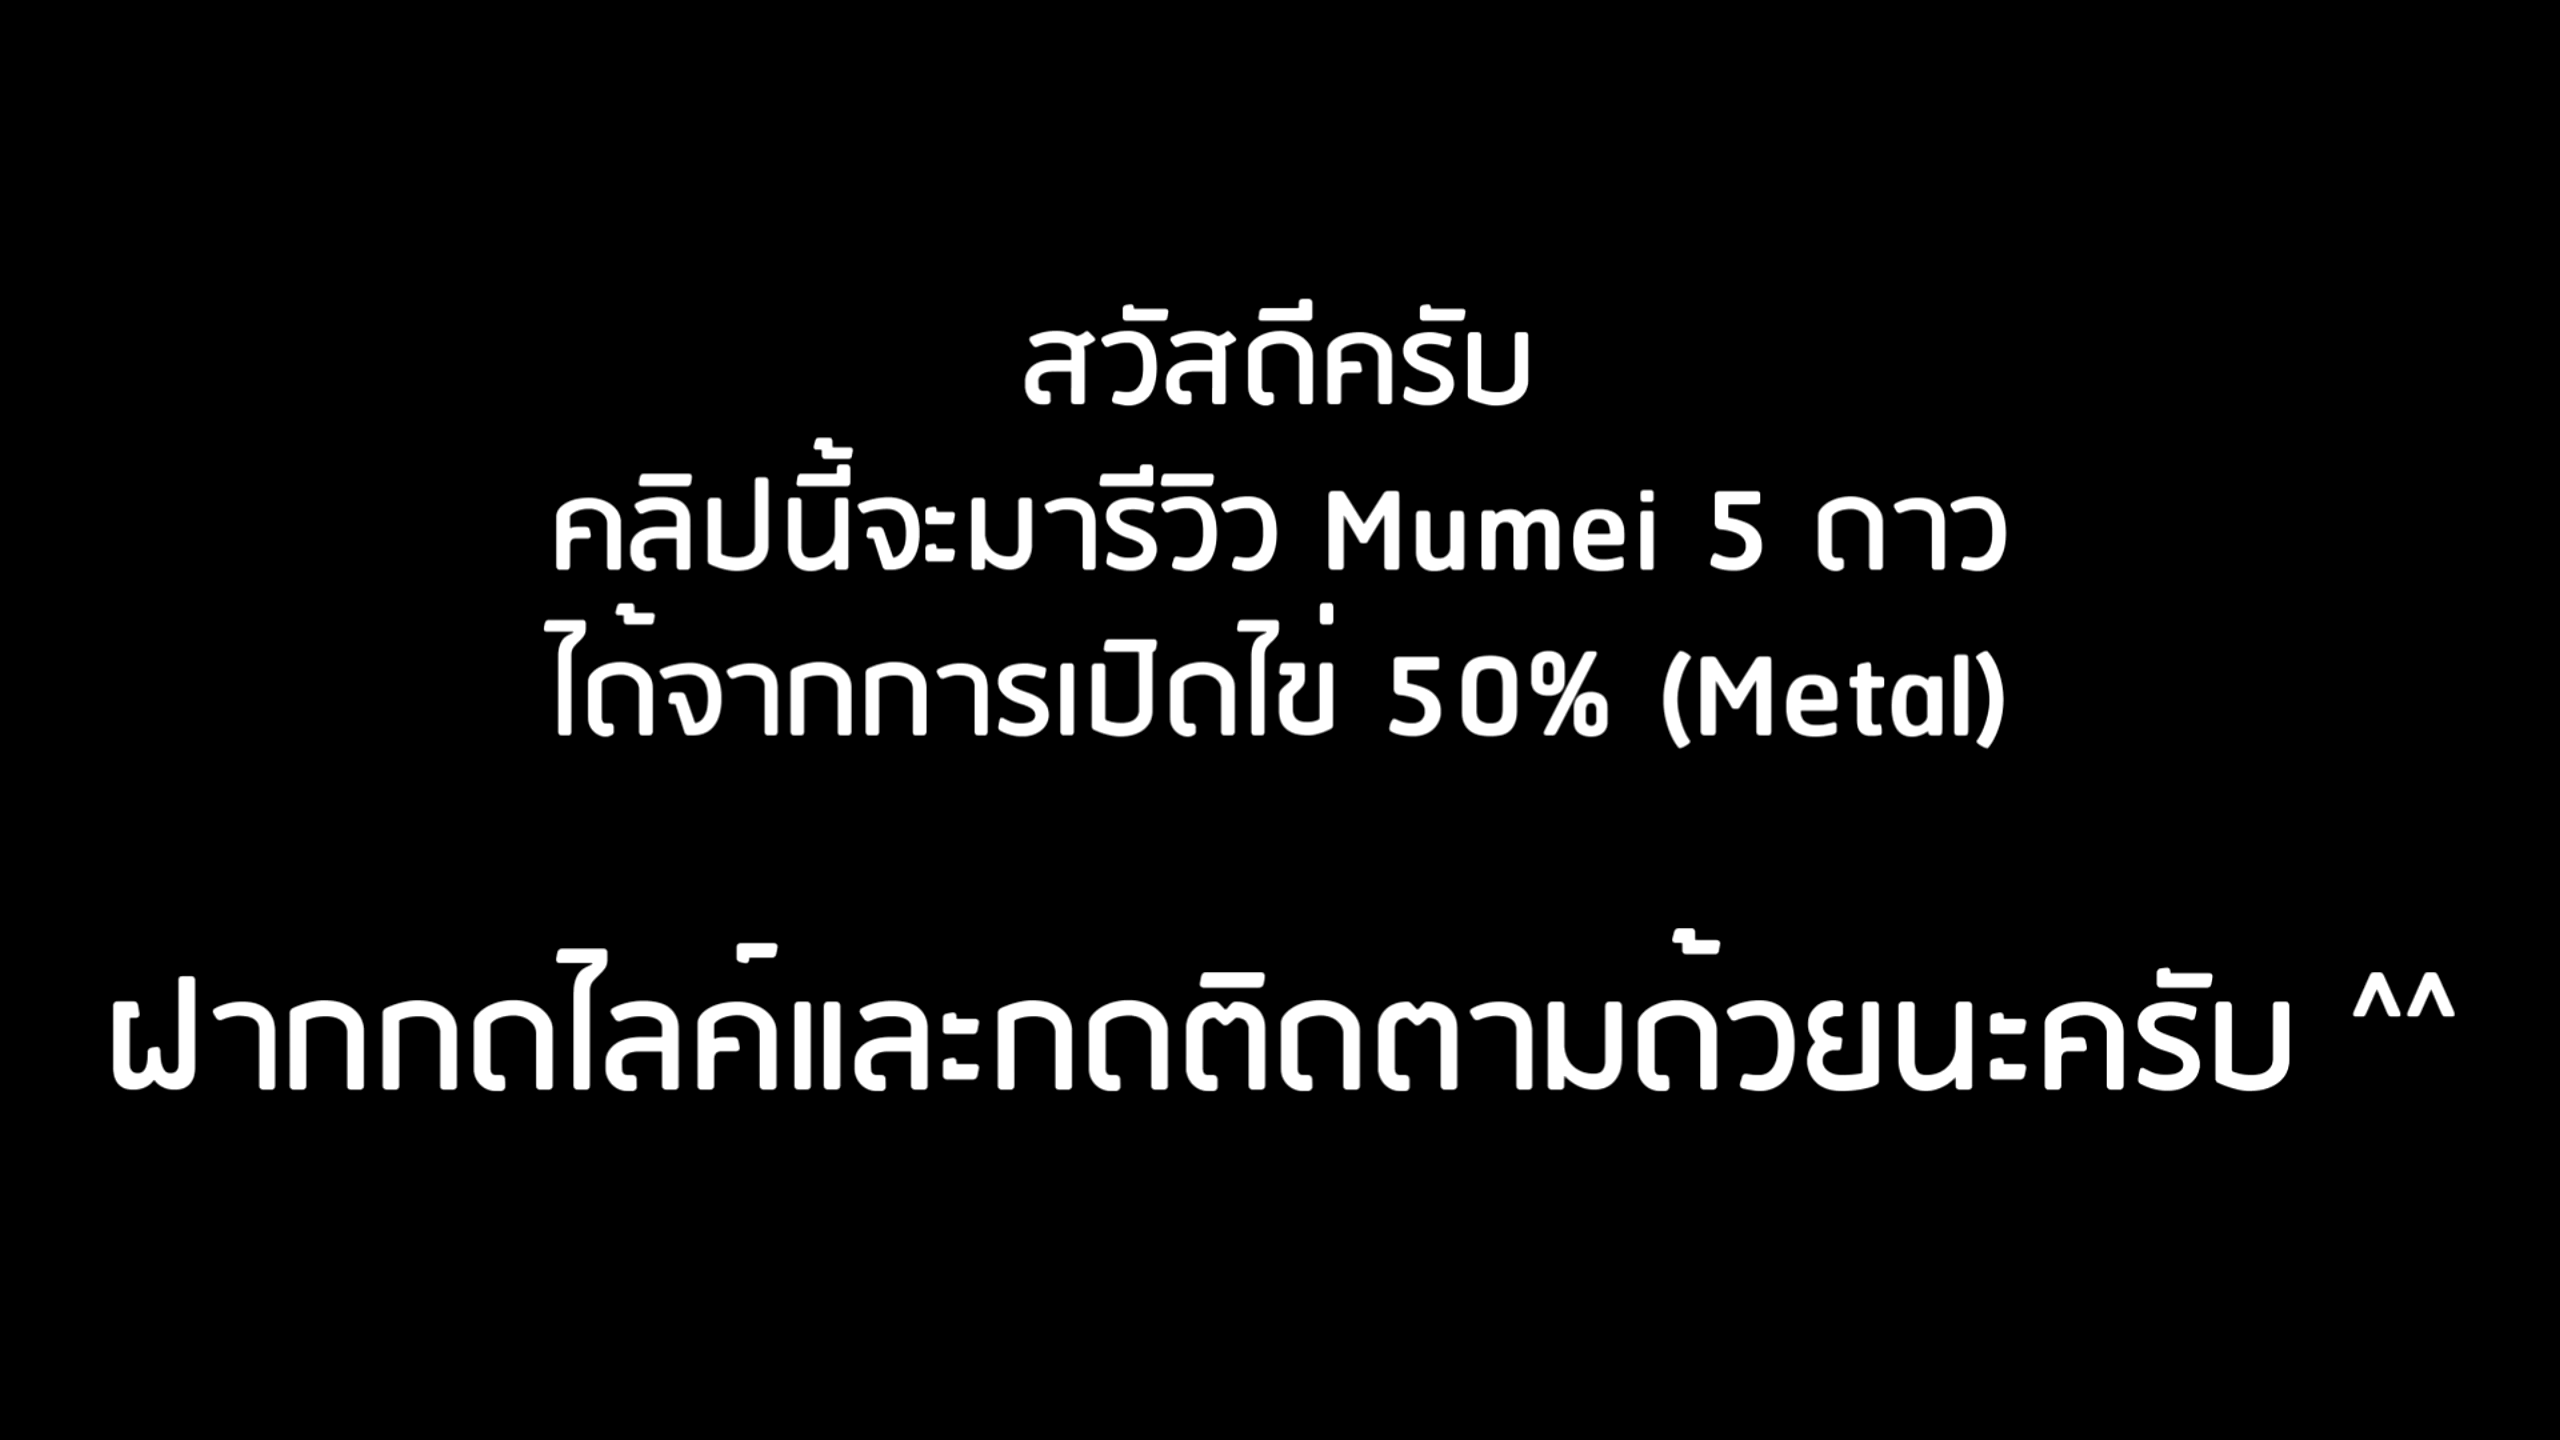 สวัสดีครับ
คลิปนี้จะมารีวิว Mumei 5 ดาว
ได้จากการเปิดไข่ 50% (Metal)
ฝากกดไลค์และกดติดตามด้วยนะครับ ^^